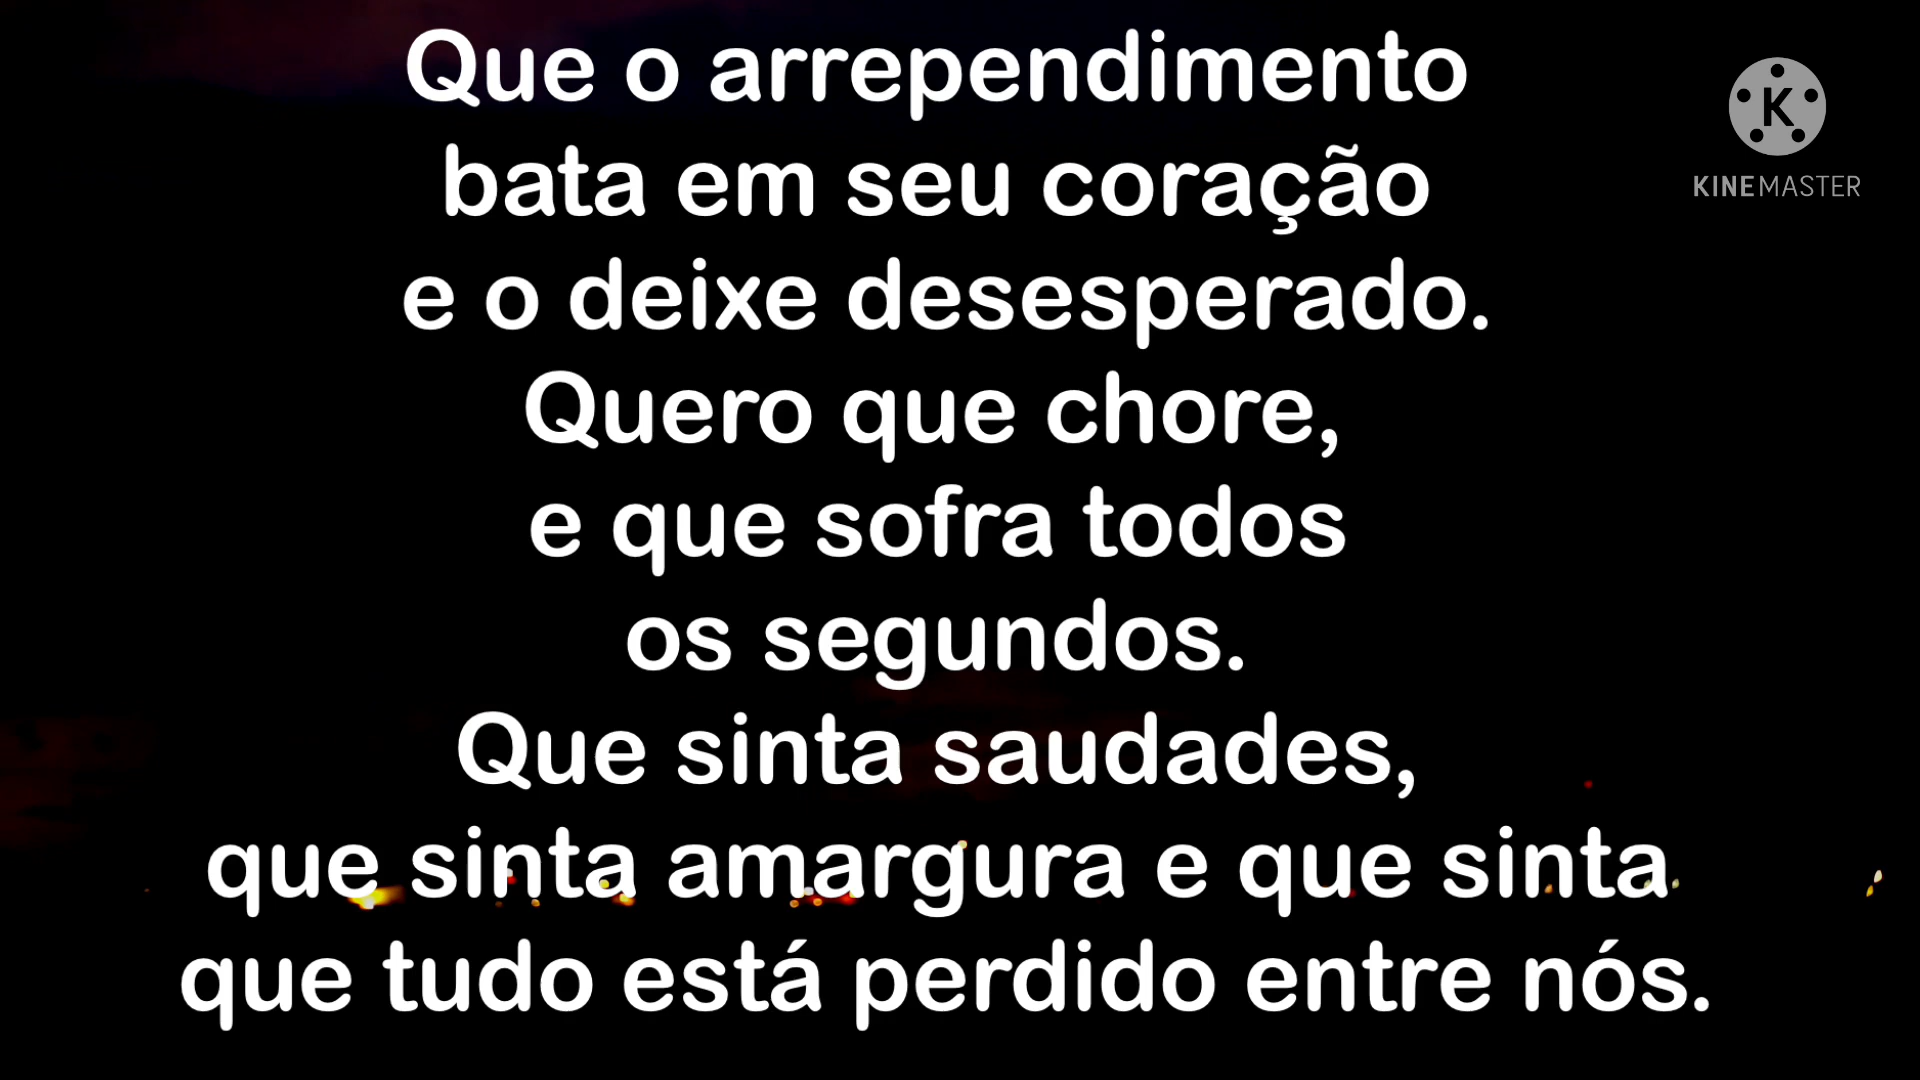 Que o arrependimento
bata em seu coração
e o deixe desesperado.
Quero que chore,
e que sofra todos
os segundos.
Que sinta saudades,
que sinta amargura e que sinta
que tudo está perdido entre nós.
K
KINEMASTER